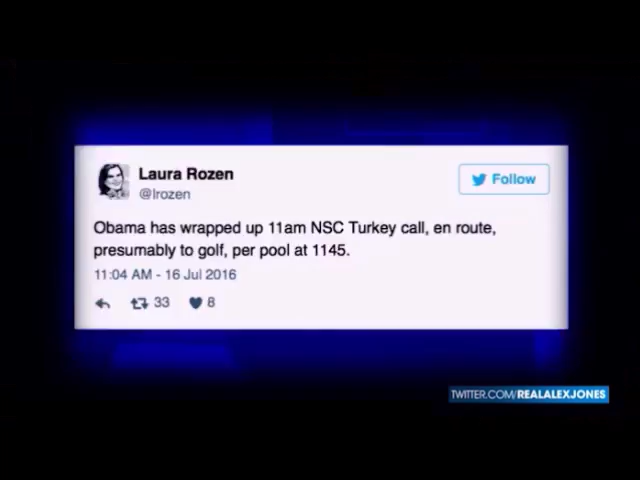 Laura Rozen
@lrozen
Follow
Obama has wrapped up 11am NSC Turkey call, en route,
presumably to golf, per pool at 1145.
11:04 AM - 16 Jul 2016
33 8
TWITTER.COM/REALALEXJONES